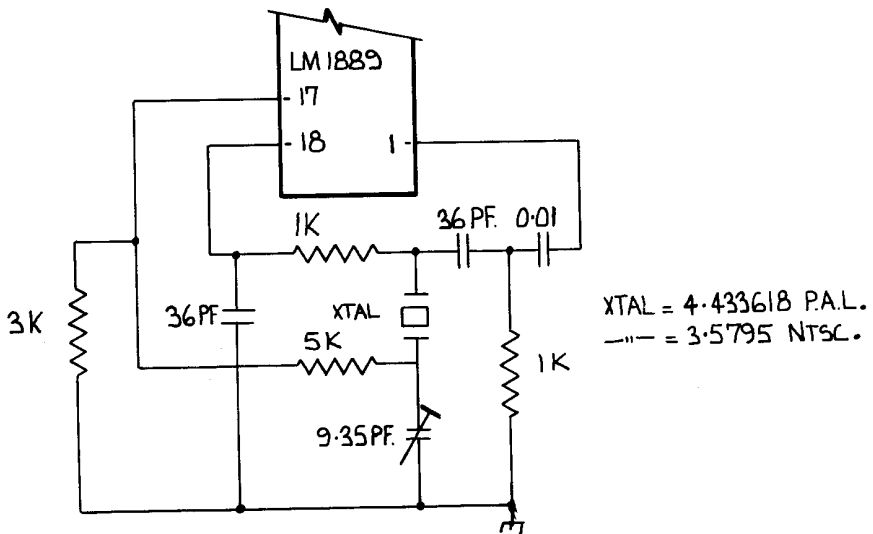 LM1889
17
18
1
1K
36PF.
0.01
3K
36PF
XTAL
5K
1K
9.35PF.
XTAL = 4.433618 P.A.L.
—"— = 3.5795 NTSC.